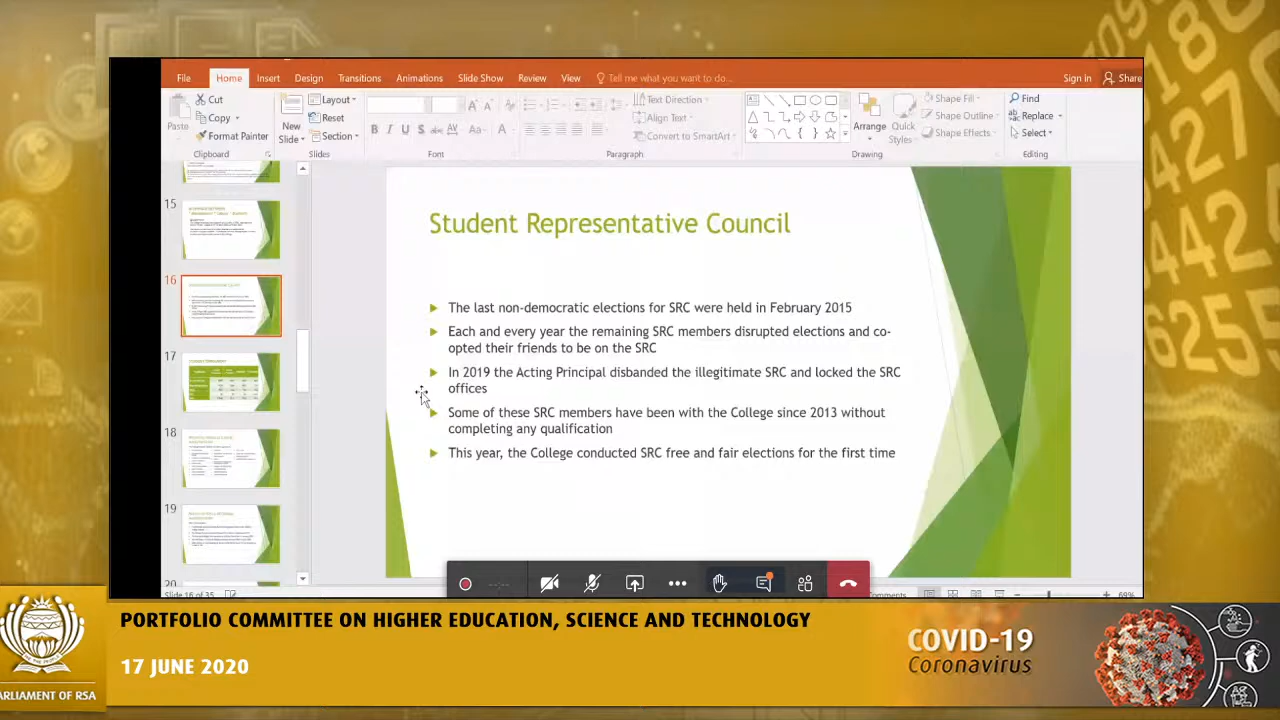 File Home Insert Design Transitions Animations Slide Show Review View Tell me what you want to do... Sign in Share
Cut
Copy
Format Painter
Paste
Clipboard
New
Slide
Layout
Reset
Section
Slides
Font
Text Direction
Align Text
Convert to SmartArt
Paragraph
Arrange
Quick
Styles
Shape Fill
Shape Outline
Shape Effects
Drawing
Find
Replace
Select
Editing
15
16
17
18
19
20
Student Representative Council
The last non-democratic elections for SRC were held in February 2015
Each and every year the remaining SRC members disrupted elections and co-
opted their friends to be on the SRC
In 2019 the Acting Principal disbanded the illegitimate SRC and locked the SRC
offices
Some of these SRC members have been with the College since 2013 without
completing any qualification
This year, the College conducted SRC free and fair elections for the first time
Slide 16 of 35
69%
PORTFOLIO COMMITTEE ON HIGHER EDUCATION, SCIENCE AND TECHNOLOGY
17 JUNE 2020
COVID-19
Coronavirus
ARLIAMENT OF RSA